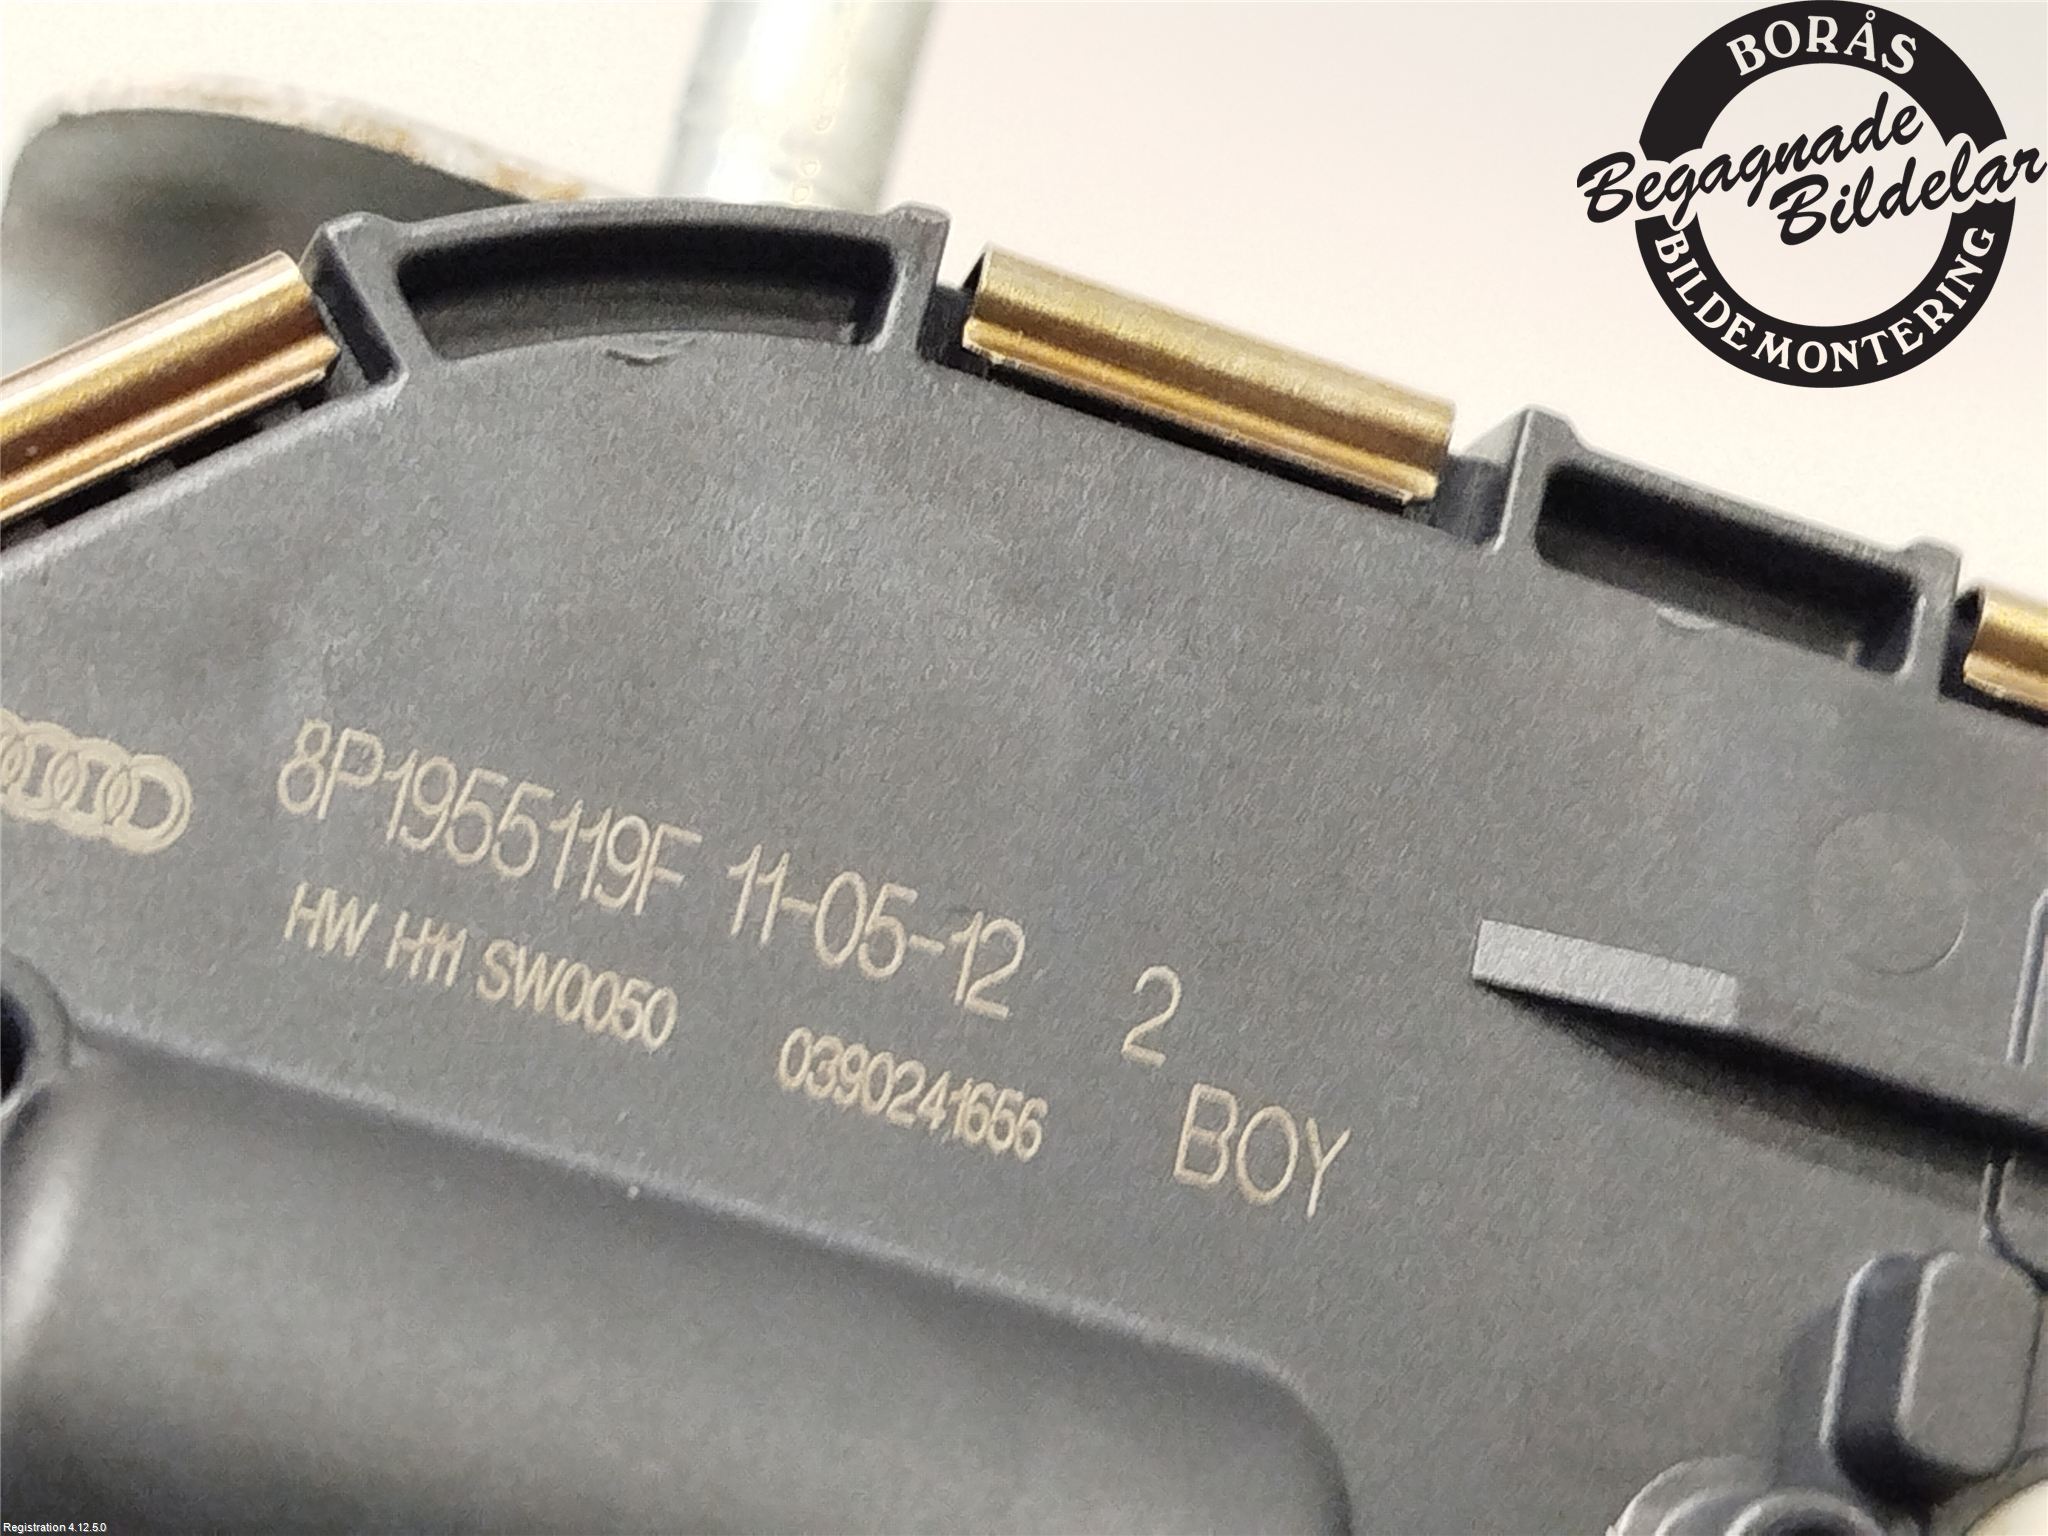 BORÅS
Begagnade
Bildelar
BILDEMONTERING
8P1955119F 11-05-12 2
HW H11 SW0050 0390241656 BOY
Registration 4.12.5.0